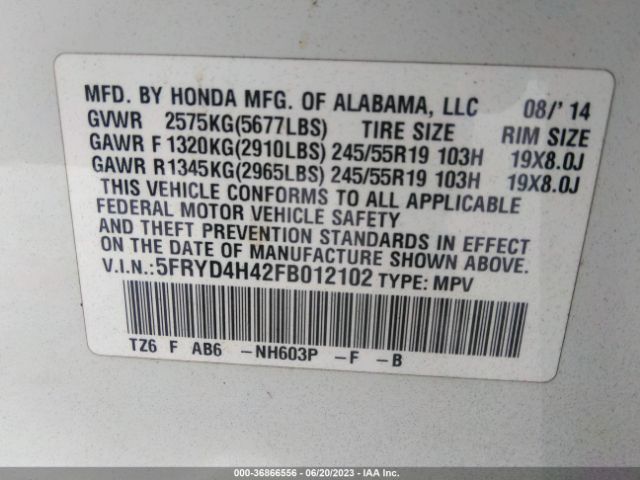 MFD. BY HONDA MFG. OF ALABAMA, LLC 08/' 14
GVWR 2575KG(5677LBS) TIRE SIZE RIM SIZE
GAWR F 1320KG(2910LBS) 245/55R19 103H 19X8.0J
GAWR R1345KG(2965LBS) 245/55R19 103H 19X8.0J
THIS VEHICLE CONFORMS TO ALL APPLICABLE
FEDERAL MOTOR VEHICLE SAFETY
AND THEFT PREVENTION STANDARDS IN EFFECT
ON THE DATE OF MANUFACTURE SHOWN ABOVE.
V.I.N.:5FRYD4H42FB012102 TYPE: MPV
TZ6 F AB6 -NH603P -F -B
000-36866556 - 06/20/2023 - IAA Inc.